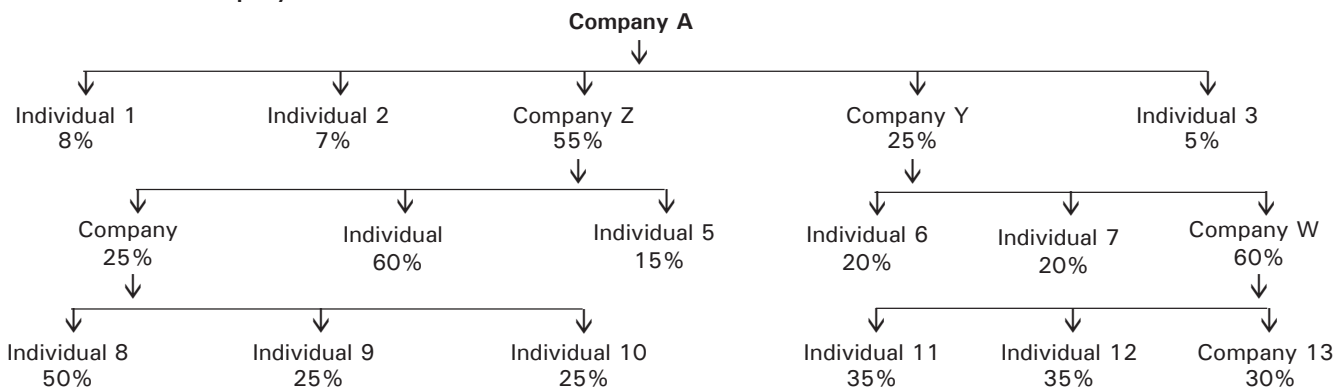 Company A
Individual 1 Individual 2 Company Z Company Y Individual 3
8% 7% 55% 25% 5%
Company Individual Individual 5 Individual 6 Individual 7 Company W
25% 60% 15% 20% 20% 60%
Individual 8 Individual 9 Individual 10 Individual 11 Individual 12 Company 13
50% 25% 25% 35% 35% 30%